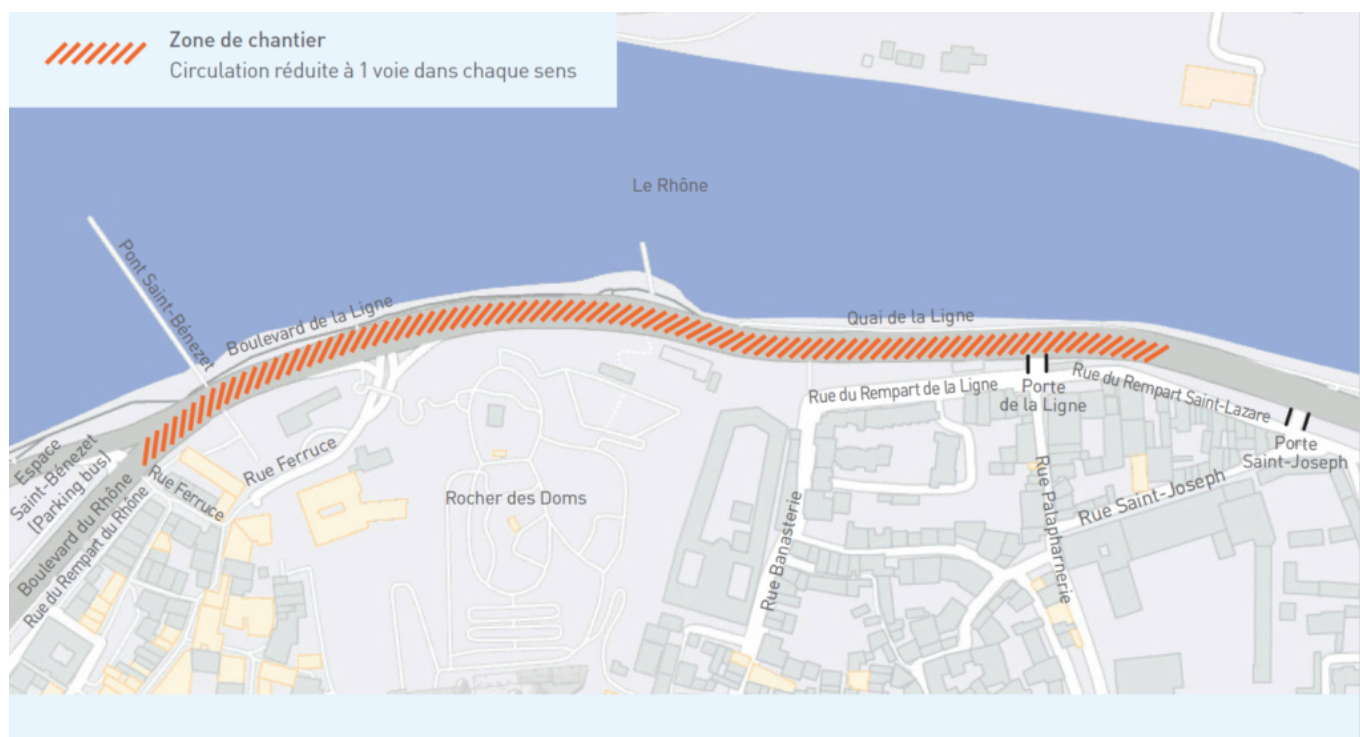 Zone de chantier
Circulation réduite à 1 voie dans chaque sens
Le Rhône
Pont Saint-Bénezet
Boulevard de la Ligne
Quai de la Ligne
Rue du Rempart de la Ligne
Porte
de la Ligne
Rue du Rempart Saint-Lazare
Porte
Saint-Joseph
Espace
Saint-Bénezet
(Parking bus)
Boulevard du Rhône
Rue du Rempart du Rhône
Rue Ferruce
Rue Ferruce
Rocher des Doms
Rue Banasterie
Rue Palapharnerie
Rue Saint-Joseph